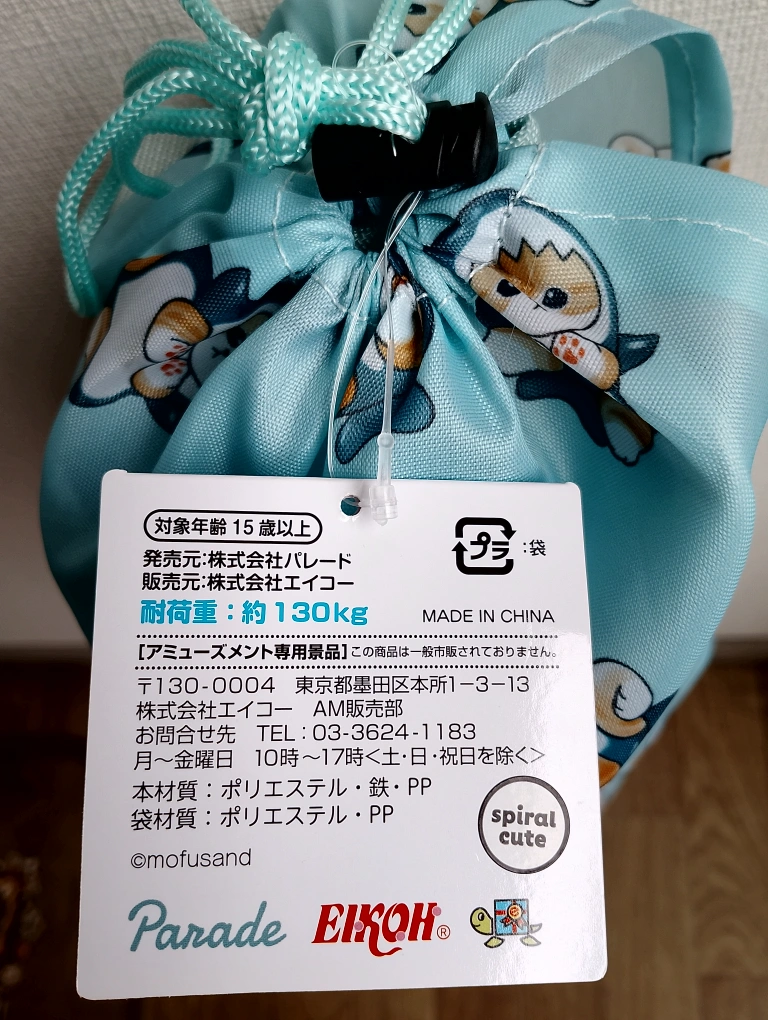 対象年齢15歳以上
発売元:株式会社パレード
販売元:株式会社エイコー
プラ :袋
耐荷重：約130kg
MADE IN CHINA
[アミューズメント専用景品]この商品は一般市販されておりません。
〒130-0004 東京都墨田区本所1-3-13
株式会社エイコー AM販売部
お問合せ先 TEL：03-3624-1183
月～金曜日 10時～17時<土・日・祝日を除く>
本材質：ポリエステル・鉄・PP
袋材質：ポリエステル・PP
spiral
cute
©mofusand
Parade EIKOH®